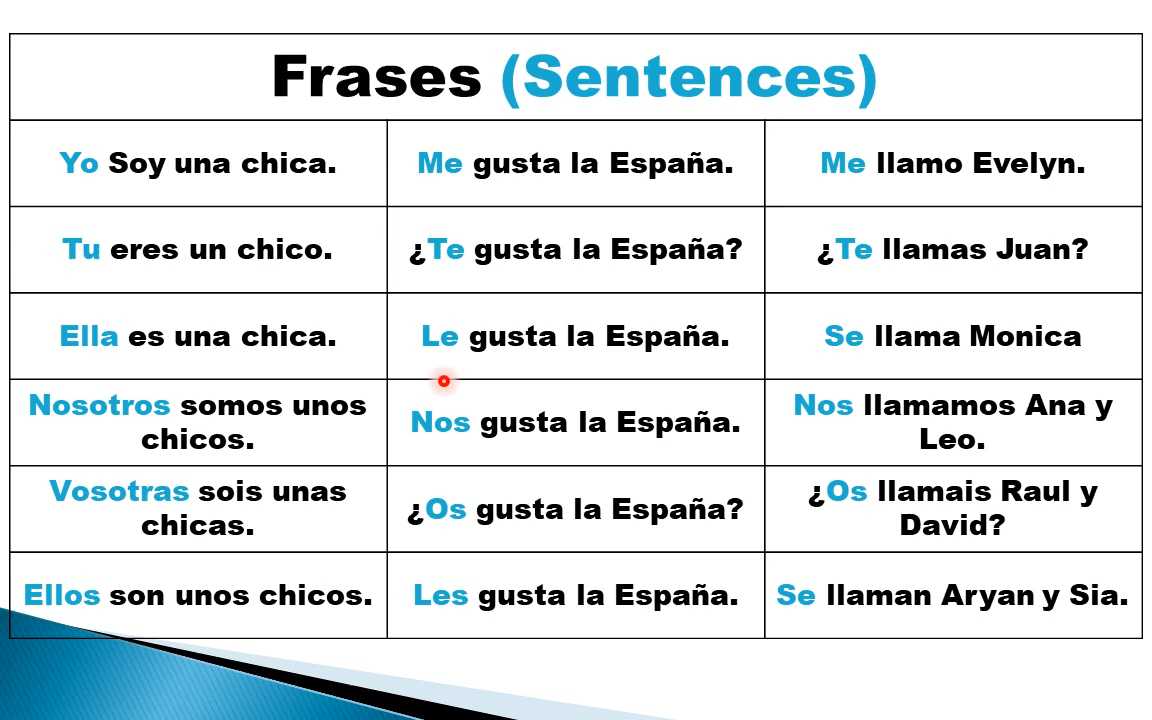 Frases (Sentences)
Yo Soy una chica.
Me gusta la España.
Me llamo Evelyn.
Tu eres un chico.
¿Te gusta la España?
¿Te llamas Juan?
Ella es una chica.
Le gusta la España.
Se llama Monica
Nosotros somos unos
chicos.
Nos gusta la España.
Nos llamamos Ana y
Leo.
Vosotras sois unas
chicas.
¿Os gusta la España?
¿Os llamais Raul y
David?
Ellos son unos chicos.
Les gusta la España.
Se llaman Aryan y Sia.